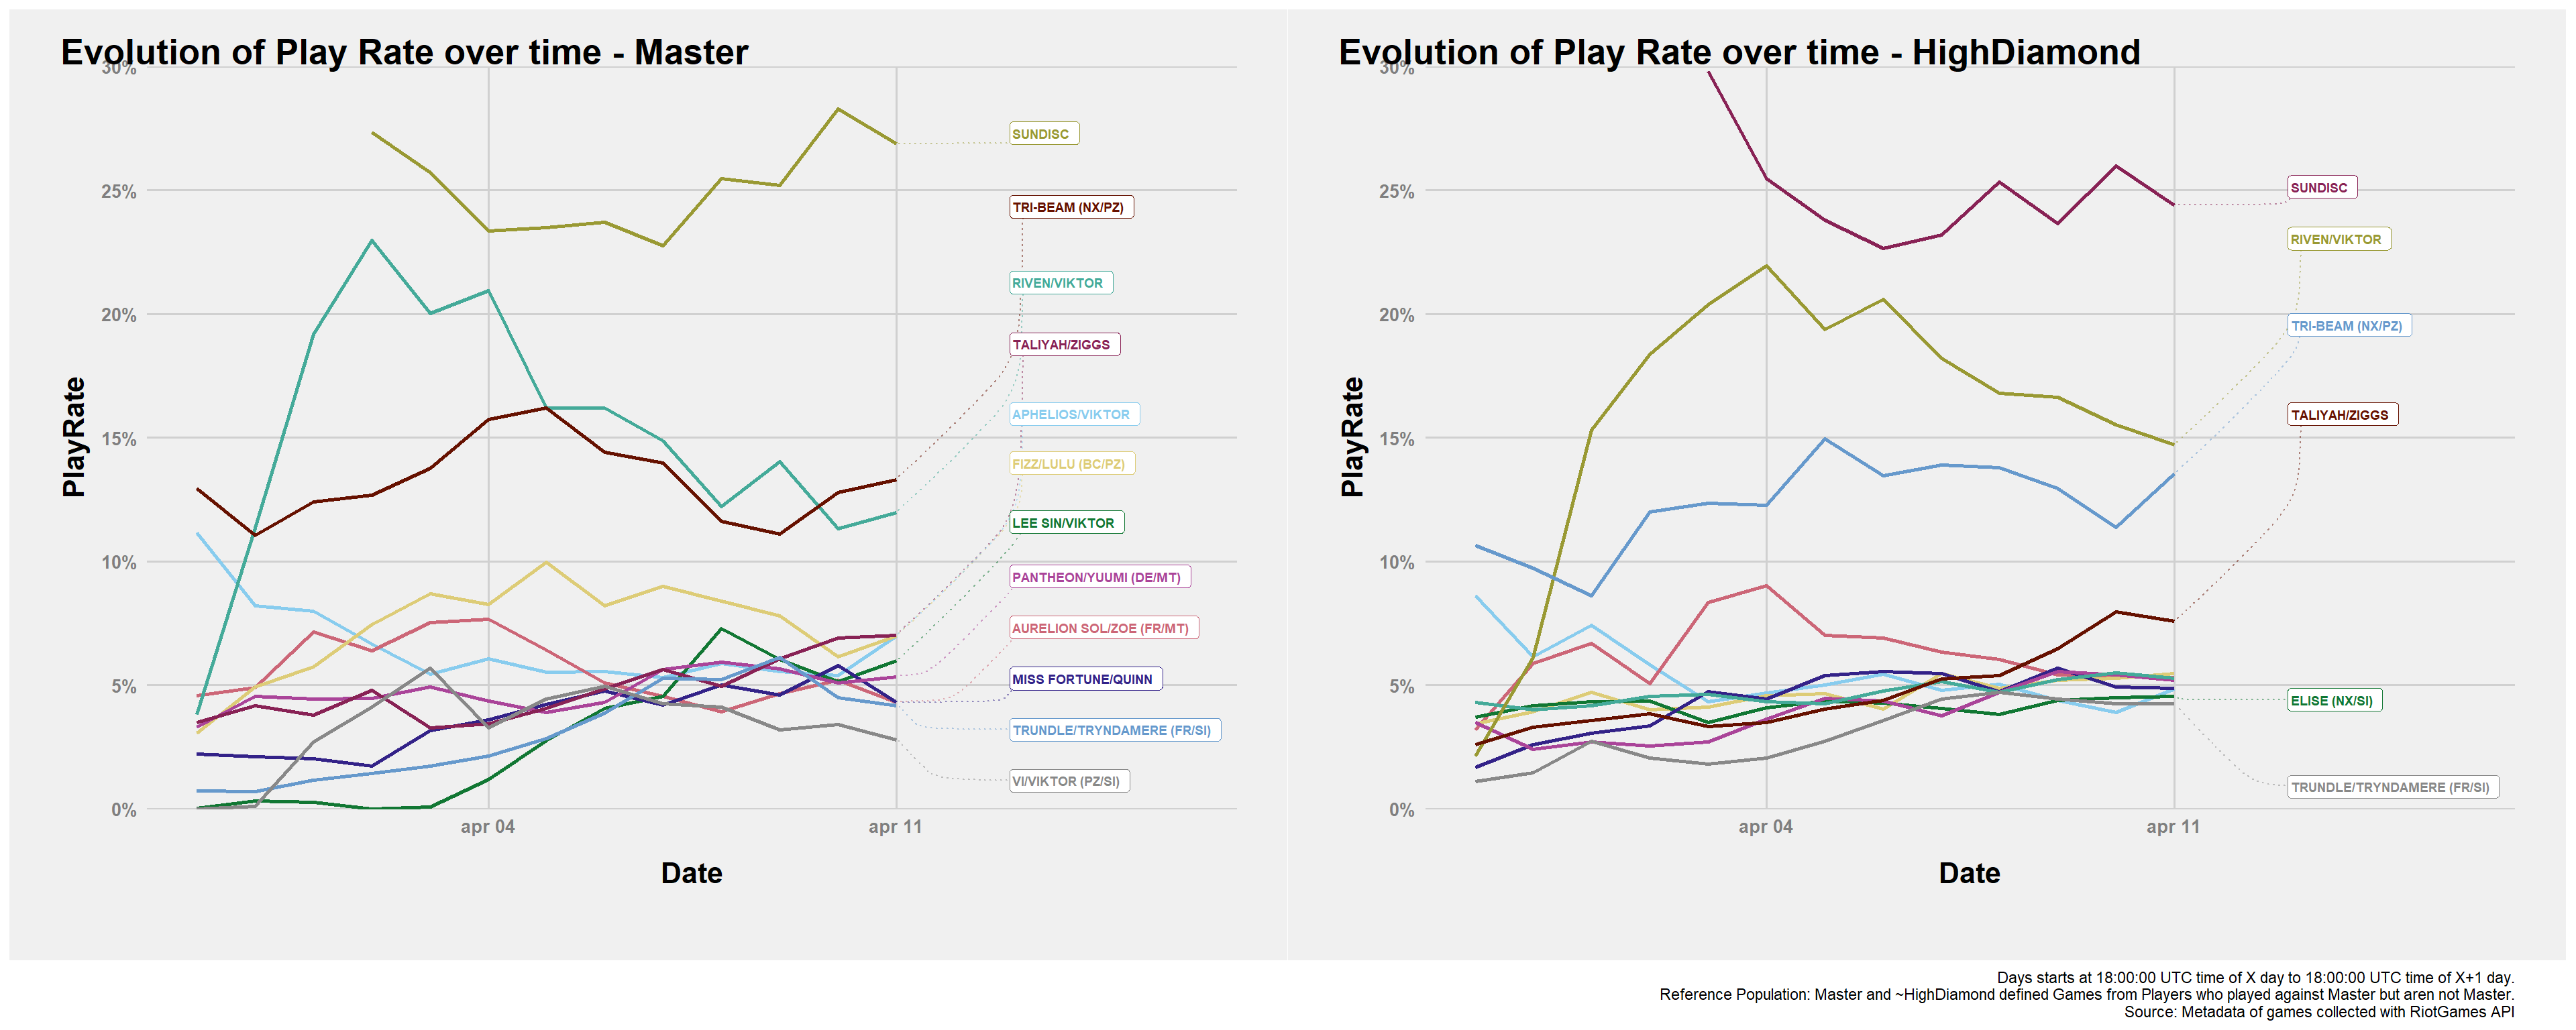 Evolution of Play Rate over time - Master
30%
25%
20%
15%
10%
5%
0%
PlayRate
apr 04
apr 11
Date
SUNDISC
TRI-BEAM (NX/PZ)
RIVEN/VIKTOR
TALIYAH/ZIGGS
APHELIOS/VIKTOR
FIZZ/LULU (BC/PZ)
LEE SIN/VIKTOR
PANTHEON/YUUMI (DE/MT)
AURELION SOL/ZOE (FR/MT)
MISS FORTUNE/QUINN
TRUNDLE/TRYNDAMERE (FR/SI)
VI/VIKTOR (PZ/SI)
Evolution of Play Rate over time - HighDiamond
30%
25%
20%
15%
10%
5%
0%
PlayRate
apr 04
apr 11
Date
SUNDISC
RIVEN/VIKTOR
TRI-BEAM (NX/PZ)
TALIYAH/ZIGGS
ELISE (NX/SI)
TRUNDLE/TRYNDAMERE (FR/SI)
Days starts at 18:00:00 UTC time of X day to 18:00:00 UTC time of X+1 day.
Reference Population: Master and ~HighDiamond defined Games from Players who played against Master but aren not Master.
Source: Metadata of games collected with RiotGames API